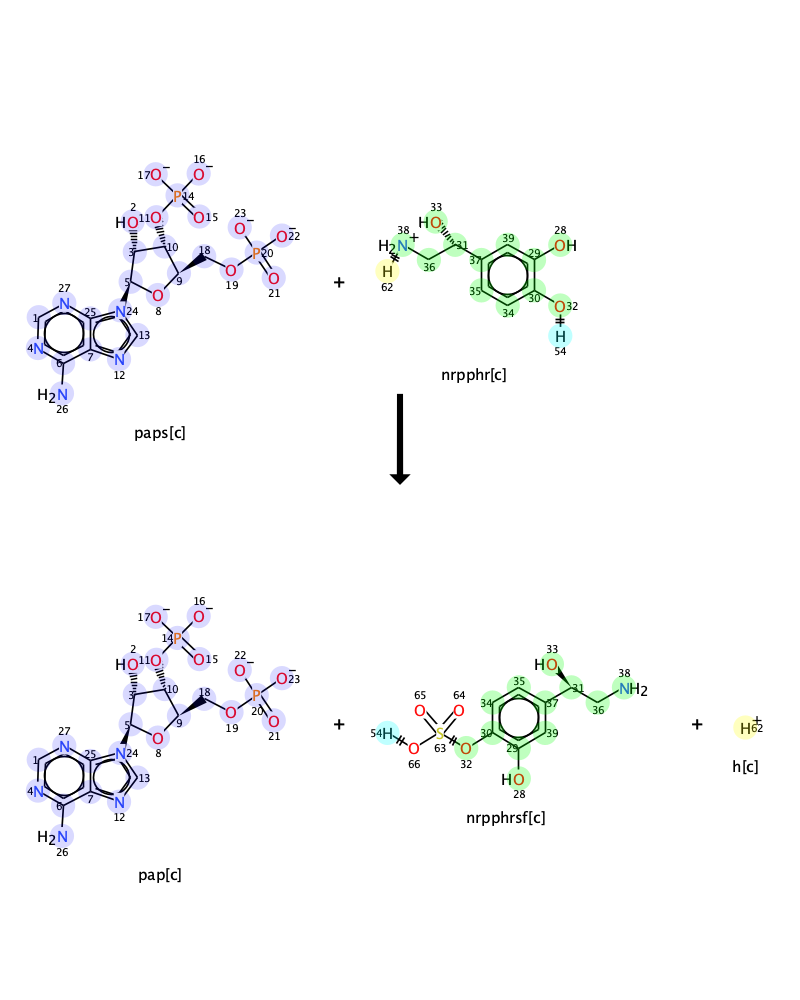 16
17 O− O−
P 14
2 11 O O 15
HO
3 10
18
23 O−
O− 22
P 20
O 19
O 21
5 9
O 8
27 N
25 N 24
1
13
4 N
6 7
N 12
H2N
26
paps[c]
+
33
HO
38
H2N+
H
62
36
31
37
39
28
OH
29
35
30
34
O 32
H
54
nrpphr[c]
16
17 O− O−
14 P
2 11 O O 15
HO
3 10
18
22 O−
O− 23
P 20
O 19
O 21
5 9
O 8
27 N
25 N 24
1
13
4 N
6 7
N 12
H2N
26
pap[c]
+
65 64
O O
54 H
S
63
O 66
O 32
30
34
35
37
39
29
HO
28
33
HO
31
36
38
NH2
nrpphrsf[c]
+
H+ 62
h[c]